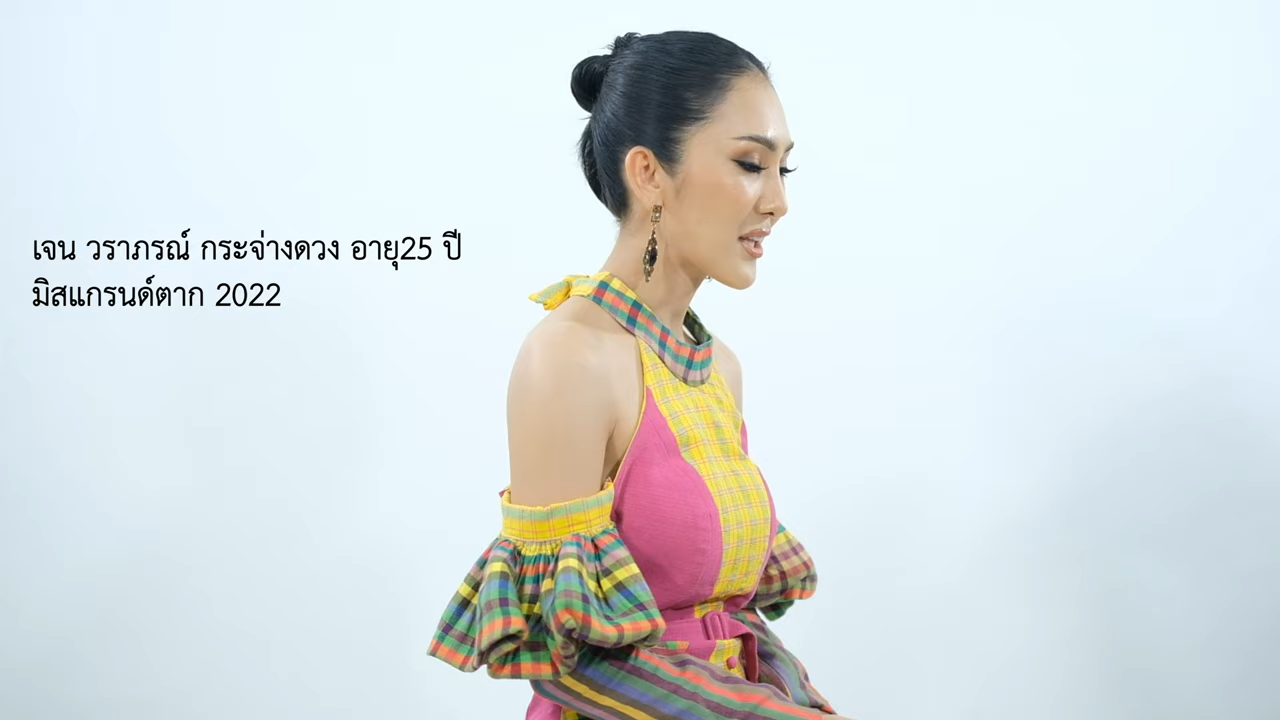 เจน วราภรณ์ กระจ่างดวง อายุ25 ปี
มิสแกรนด์ตาก 2022